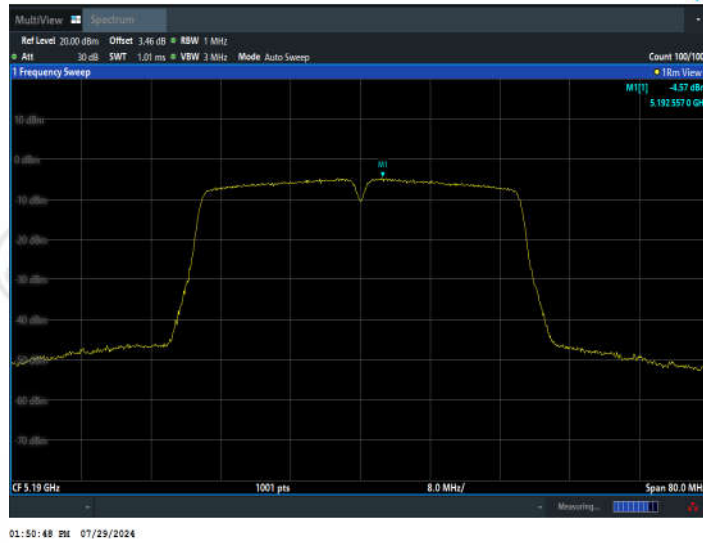 MultiView Spectrum
Ref Level 20.00 dBm Offset 3.46 dB RBW 1 MHz
Att 30 dB SWT 1.01 ms VBW 3 MHz Mode Auto Sweep Count 100/100
1 Frequency Sweep 1Rm View
M1[1] -4.57 dBm
5.192 557 0 GH
10 dBm
0 dBm
M1
-10 dBm
-20 dBm
-30 dBm
-40 dBm
-50 dBm
-60 dBm
-70 dBm
CF 5.19 GHz 1001 pts 8.0 MHz/ Span 80.0 MH
Measuring...
01:50:48 PM 07/29/2024